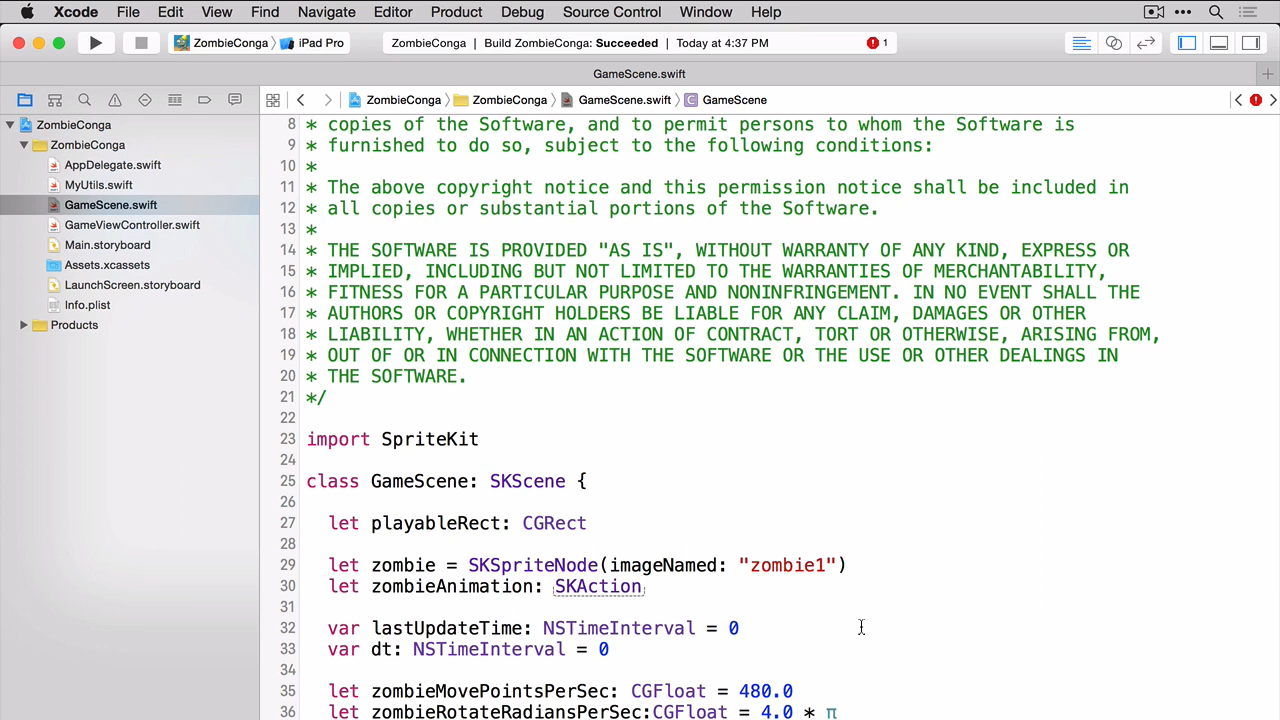 Xcode File Edit View Find Navigate Editor Product Debug Source Control Window Help
ZombieConga iPad Pro ZombieConga | Build ZombieConga: Succeeded | Today at 4:37 PM 1
GameScene.swift
ZombieConga ZombieConga GameScene.swift C GameScene
ZombieConga
ZombieConga
AppDelegate.swift
MyUtils.swift
GameScene.swift
GameViewController.swift
Main.storyboard
Assets.xcassets
LaunchScreen.storyboard
Info.plist
Products
8 * copies of the Software, and to permit persons to whom the Software is
9 * furnished to do so, subject to the following conditions:
10 *
11 * The above copyright notice and this permission notice shall be included in
12 * all copies or substantial portions of the Software.
13 *
14 * THE SOFTWARE IS PROVIDED "AS IS", WITHOUT WARRANTY OF ANY KIND, EXPRESS OR
15 * IMPLIED, INCLUDING BUT NOT LIMITED TO THE WARRANTIES OF MERCHANTABILITY,
16 * FITNESS FOR A PARTICULAR PURPOSE AND NONINFRINGEMENT. IN NO EVENT SHALL THE
17 * AUTHORS OR COPYRIGHT HOLDERS BE LIABLE FOR ANY CLAIM, DAMAGES OR OTHER
18 * LIABILITY, WHETHER IN AN ACTION OF CONTRACT, TORT OR OTHERWISE, ARISING FROM,
19 * OUT OF OR IN CONNECTION WITH THE SOFTWARE OR THE USE OR OTHER DEALINGS IN
20 * THE SOFTWARE.
21 */
22
23 import SpriteKit
24
25 class GameScene: SKScene {
26
27 let playableRect: CGRect
28
29 let zombie = SKSpriteNode(imageNamed: "zombie1")
30 let zombieAnimation: SKAction
31
32 var lastUpdateTime: NSTimeInterval = 0
33 var dt: NSTimeInterval = 0
34
35 let zombieMovePointsPerSec: CGFloat = 480.0
36 let zombieRotateRadiansPerSec:CGFloat = 4.0 * π